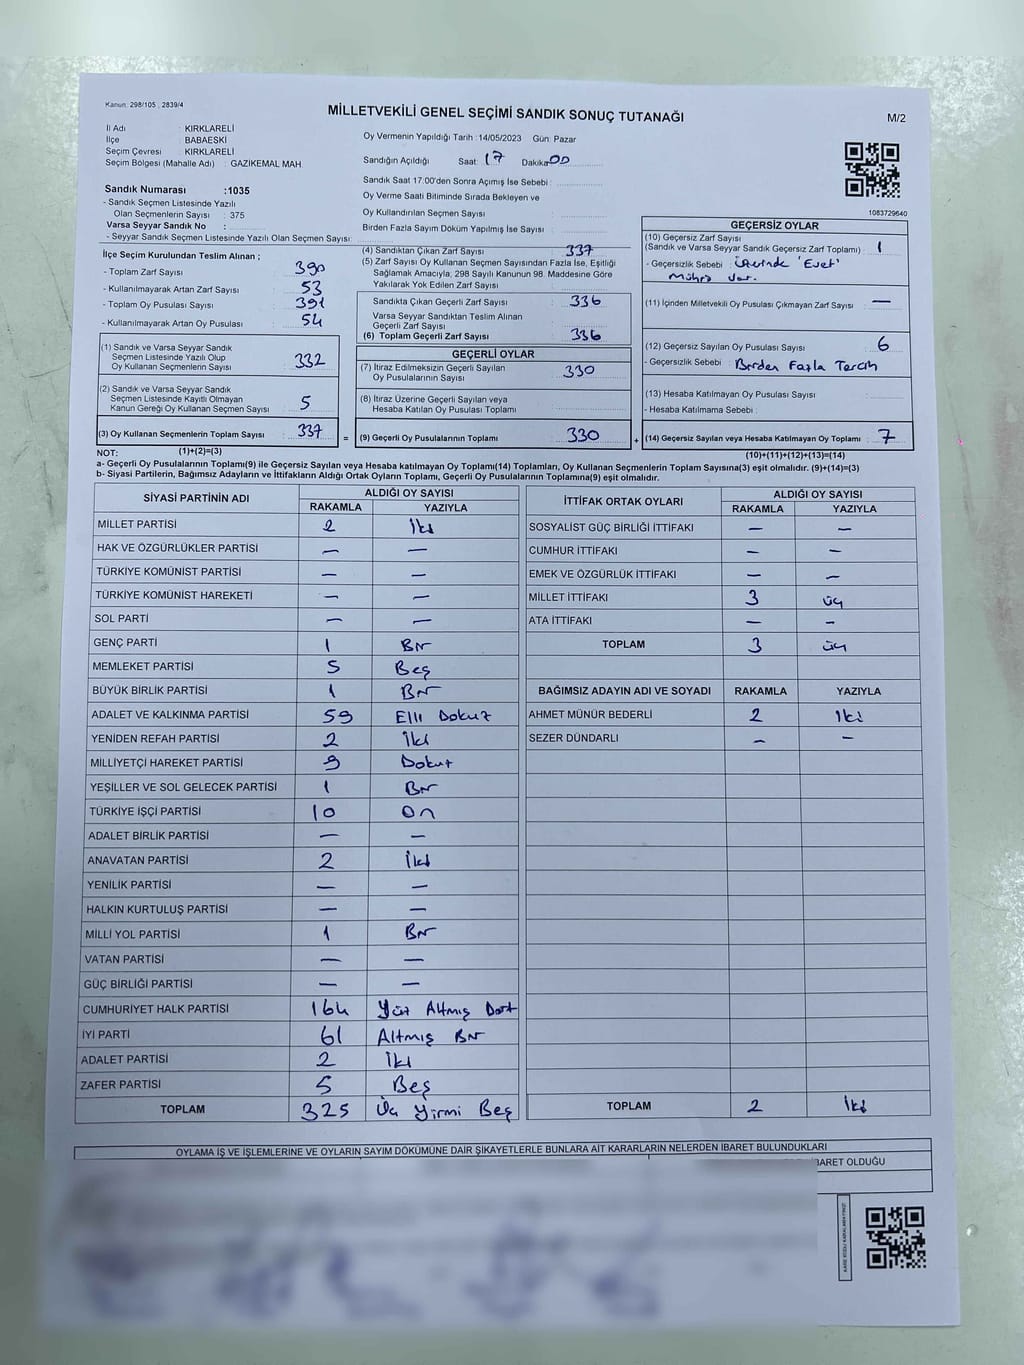 Kanun: 298/105 , 2839/4
MİLLETVEKİLİ GENEL SEÇİMİ SANDIK SONUÇ TUTANAĞI
M/2
İl Adı : KIRKLARELİ
İlçe : BABAESKİ
Seçim Çevresi : KIRKLARELİ
Seçim Bölgesi (Mahalle Adı) : GAZİKEMAL MAH.
Oy Vermenin Yapıldığı Tarih :14/05/2023 Gün: Pazar
Sandığın Açıldığı Saat: 17 Dakika: 00
Sandık Saat 17:00'den Sonra Açımış İse Sebebi :
Oy Verme Saati Bitiminde Sırada Bekleyen ve
Oy Kullandırılan Seçmen Sayısı :
Birden Fazla Sayım Döküm Yapılmış İse Sayısı :
1083729640
Sandık Numarası :1035
- Sandık Seçmen Listesinde Yazılı
Olan Seçmenlerin Sayısı : 375
Varsa Seyyar Sandık No :
- Seyyar Sandık Seçmen Listesinde Yazılı Olan Seçmen Sayısı:
İlçe Seçim Kurulundan Teslim Alınan ;
- Toplam Zarf Sayısı : 390
- Kullanılmayarak Artan Zarf Sayısı : 53
- Toplam Oy Pusulası Sayısı : 391
- Kullanılmayarak Artan Oy Pusulası : 54
(1) Sandık ve Varsa Seyyar Sandık
Seçmen Listesinde Yazılı Olup
Oy Kullanan Seçmenlerin Sayısı : 332
(2) Sandık ve Varsa Seyyar Sandık
Seçmen Listesinde Kayıtlı Olmayan
Kanun Gereği Oy Kullanan Seçmen Sayısı : 5
(3) Oy Kullanan Seçmenlerin Toplam Sayısı : 337
(4) Sandıktan Çıkan Zarf Sayısı : 337
(5) Zarf Sayısı Oy Kullanan Seçmen Sayısından Fazla İse, Eşitliği
Sağlamak Amacıyla, 298 Sayılı Kanunun 98. Maddesine Göre
Yakılarak Yok Edilen Zarf Sayısı :
Sandıkta Çıkan Geçerli Zarf Sayısı : 336
Varsa Seyyar Sandıktan Teslim Alınan
Geçerli Zarf Sayısı :
(6) Toplam Geçerli Zarf Sayısı : 336
GEÇERLİ OYLAR
(7) İtiraz Edilmeksizin Geçerli Sayılan
Oy Pusulalarının Sayısı : 330
(8) İtiraz Üzerine Geçerli Sayılan veya
Hesaba Katılan Oy Pusulası Toplamı :
= (9) Geçerli Oy Pusulalarının Toplamı : 330
GEÇERSİZ OYLAR
(10) Geçersiz Zarf Sayısı
(Sandık ve Varsa Seyyar Sandık Geçersiz Zarf Toplamı) : 1
- Geçersizlik Sebebi : Üzerinde 'Evet'
Mührü Var.
(11) İçinden Milletvekili Oy Pusulası Çıkmayan Zarf Sayısı : —
(12) Geçersiz Sayılan Oy Pusulası Sayısı : 6
- Geçersizlik Sebebi : Birden Fazla Tercih
(13) Hesaba Katılmayan Oy Pusulası Sayısı :
- Hesaba Katılmama Sebebi :
+ (14) Geçersiz Sayılan veya Hesaba Katılmayan Oy Toplamı : 7
NOT: (1)+(2)=(3)
(10)+(11)+(12)+(13)=(14)
a- Geçerli Oy Pusulalarının Toplamı(9) ile Geçersiz Sayılan veya Hesaba katılmayan Oy Toplamı(14) Toplamları, Oy Kullanan Seçmenlerin Toplam Sayısına(3) eşit olmalıdır. (9)+(14)=(3)
b- Siyasi Partilerin, Bağımsız Adayların ve İttifakların Aldığı Ortak Oyların Toplamı, Geçerli Oy Pusulalarının Toplamına(9) eşit olmalıdır.
SİYASİ PARTİNİN ADI ALDIĞI OY SAYISI
RAKAMLA YAZIYLA
MİLLET PARTİSİ 2 İki
HAK VE ÖZGÜRLÜKLER PARTİSİ — —
TÜRKİYE KOMÜNİST PARTİSİ — —
TÜRKİYE KOMÜNİST HAREKETİ — —
SOL PARTİ — —
GENÇ PARTİ 1 Bir
MEMLEKET PARTİSİ 5 Beş
BÜYÜK BİRLİK PARTİSİ 1 Bir
ADALET VE KALKINMA PARTİSİ 59 Elli Dokuz
YENİDEN REFAH PARTİSİ 2 İki
MİLLİYETÇİ HAREKET PARTİSİ 9 Dokuz
YEŞİLLER VE SOL GELECEK PARTİSİ 1 Bir
TÜRKİYE İŞÇİ PARTİSİ 10 On
ADALET BİRLİK PARTİSİ — —
ANAVATAN PARTİSİ 2 İki
YENİLİK PARTİSİ — —
HALKIN KURTULUŞ PARTİSİ — —
MİLLİ YOL PARTİSİ 1 Bir
VATAN PARTİSİ — —
GÜÇ BİRLİĞİ PARTİSİ — —
CUMHURİYET HALK PARTİSİ 164 Yüz Altmış Dört
İYİ PARTİ 61 Altmış Bir
ADALET PARTİSİ 2 İki
ZAFER PARTİSİ 5 Beş
TOPLAM 325 Üç Yirmi Beş
İTTİFAK ORTAK OYLARI ALDIĞI OY SAYISI
RAKAMLA YAZIYLA
SOSYALİST GÜÇ BİRLİĞİ İTTİFAKI — —
CUMHUR İTTİFAKI — —
EMEK VE ÖZGÜRLÜK İTTİFAKI — —
MİLLET İTTİFAKI 3 üç
ATA İTTİFAKI — —
TOPLAM 3 üç
BAĞIMSIZ ADAYIN ADI VE SOYADI RAKAMLA YAZIYLA
AHMET MÜNÜR BEDERLİ 2 İki
SEZER DÜNDARLI — —
TOPLAM 2 İki
OYLAMA İŞ VE İŞLEMLERİNE VE OYLARIN SAYIM DÖKÜMÜNE DAİR ŞİKAYETLERLE BUNLARA AİT KARARLARIN NELERDEN İBARET BULUNDUKLARI
İBARET OLDUĞU